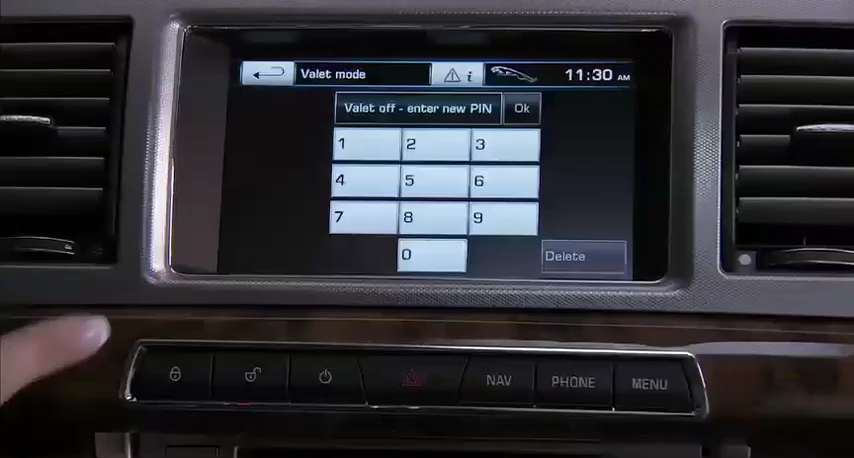 Valet mode i 11:30 AM
Valet off - enter new PIN Ok
1 2 3
4 5 6
7 8 9
0 Delete
NAV PHONE MENU